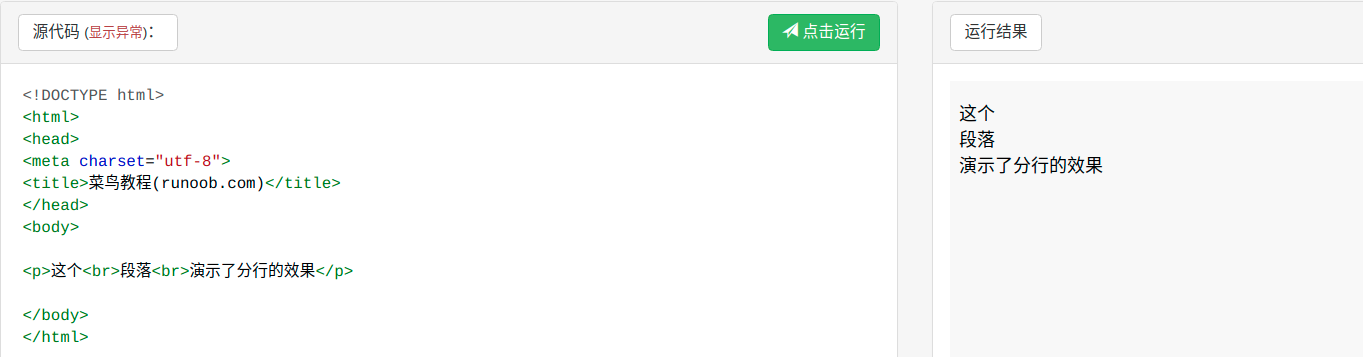 源代码 (显示异常)：
点击运行
<!DOCTYPE html>
<html>
<head>
<meta charset="utf-8">
<title>菜鸟教程(runoob.com)</title>
</head>
<body>
<p>这个<br>段落<br>演示了分行的效果</p>
</body>
</html>
运行结果
这个
段落
演示了分行的效果